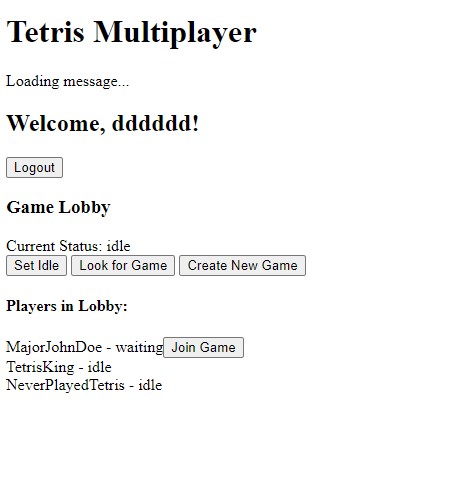 Tetris Multiplayer
Loading message...
Welcome, dddddd!
Logout
Game Lobby
Current Status: idle
Set Idle Look for Game Create New Game
Players in Lobby:
MajorJohnDoe - waiting Join Game
TetrisKing - idle
NeverPlayedTetris - idle